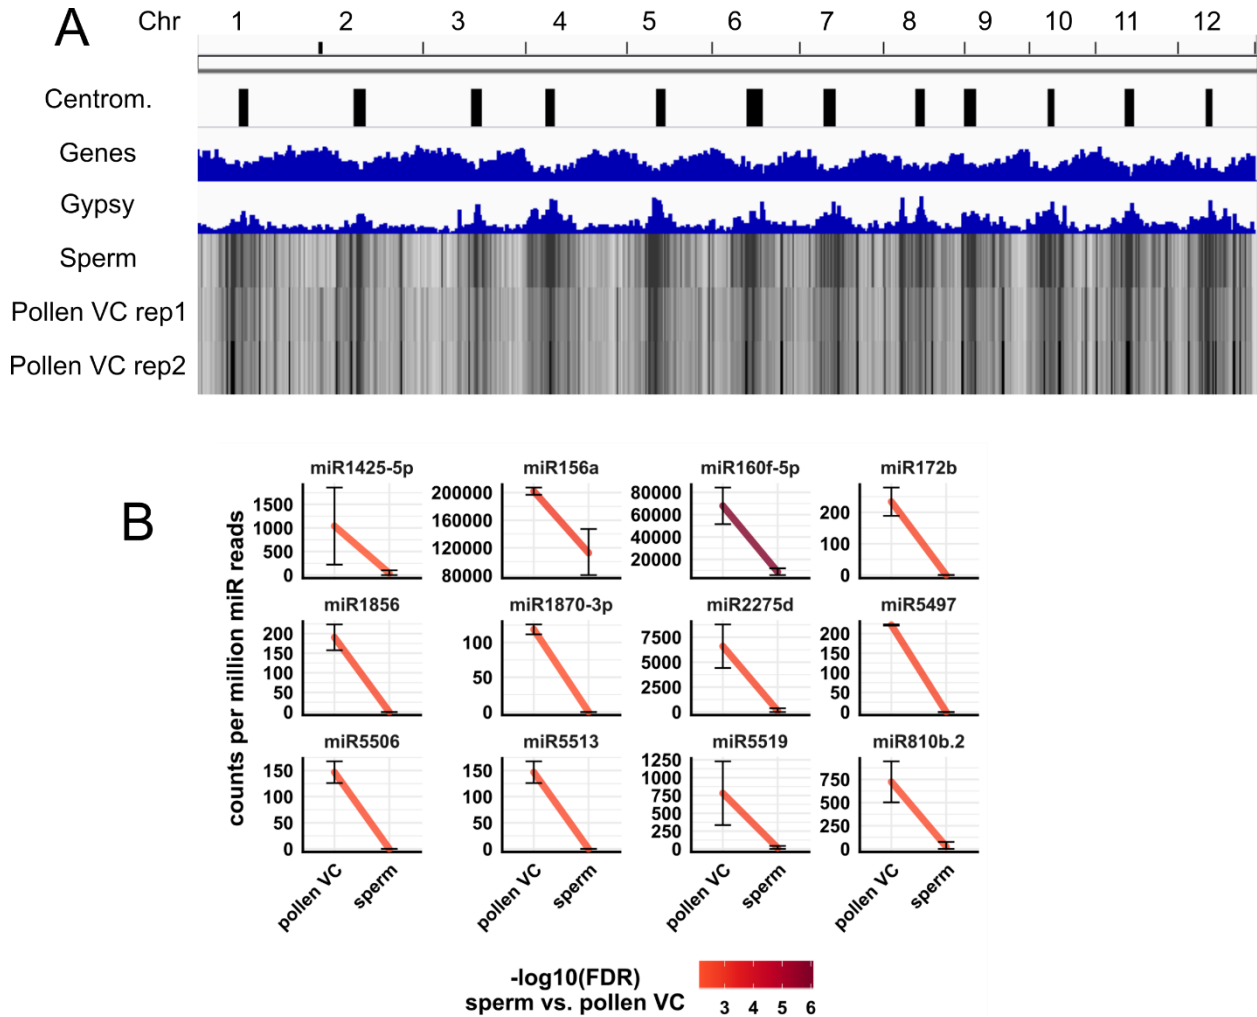 A
Chr 1 2 3 4 5 6 7 8 9 10 11 12
Centrom.
Genes
Gypsy
Sperm
Pollen VC rep1
Pollen VC rep2
B
counts per million miR reads
miR1425-5p miR156a miR160f-5p miR172b
1500 200000 80000 200
1000 160000 60000 100
500 120000 40000 0
0 80000 20000
miR1856 miR1870-3p miR2275d miR5497
200 100 7500 200
150 50 5000 150
100 0 2500 100
50 0 50
0 0
miR5506 miR5513 miR5519 miR810b.2
150 150 1250 750
100 100 1000 500
50 50 750 250
0 0 500 0
250
0
pollen VC sperm pollen VC sperm pollen VC sperm pollen VC sperm
-log10(FDR)
sperm vs. pollen VC
3 4 5 6